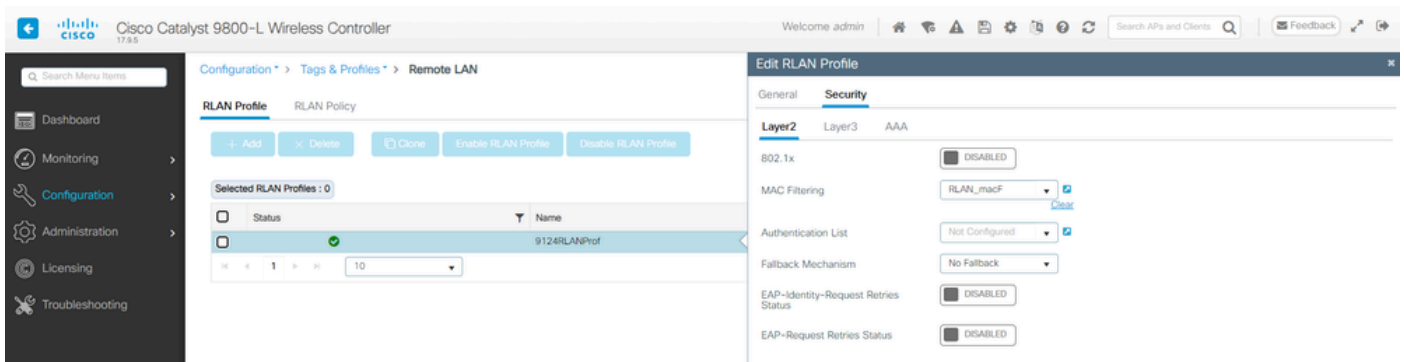 CISCO
Cisco Catalyst 9800-L Wireless Controller
17.9.5
Welcome admin
Search APs and Clients
Feedback
Search Menu Items
Dashboard
Monitoring
Configuration
Administration
Licensing
Troubleshooting
Configuration > Tags & Profiles > Remote LAN
RLAN Profile RLAN Policy
+ Add × Delete Clone Enable RLAN Profile Disable RLAN Profile
Selected RLAN Profiles : 0
Status Name
9124RLANProf
1 10
Edit RLAN Profile
General Security
Layer2 Layer3 AAA
802.1x DISABLED
MAC Filtering RLAN_macF
Clear
Authentication List Not Configured
Fallback Mechanism No Fallback
EAP-Identity-Request Retries
Status DISABLED
EAP-Request Retries Status DISABLED